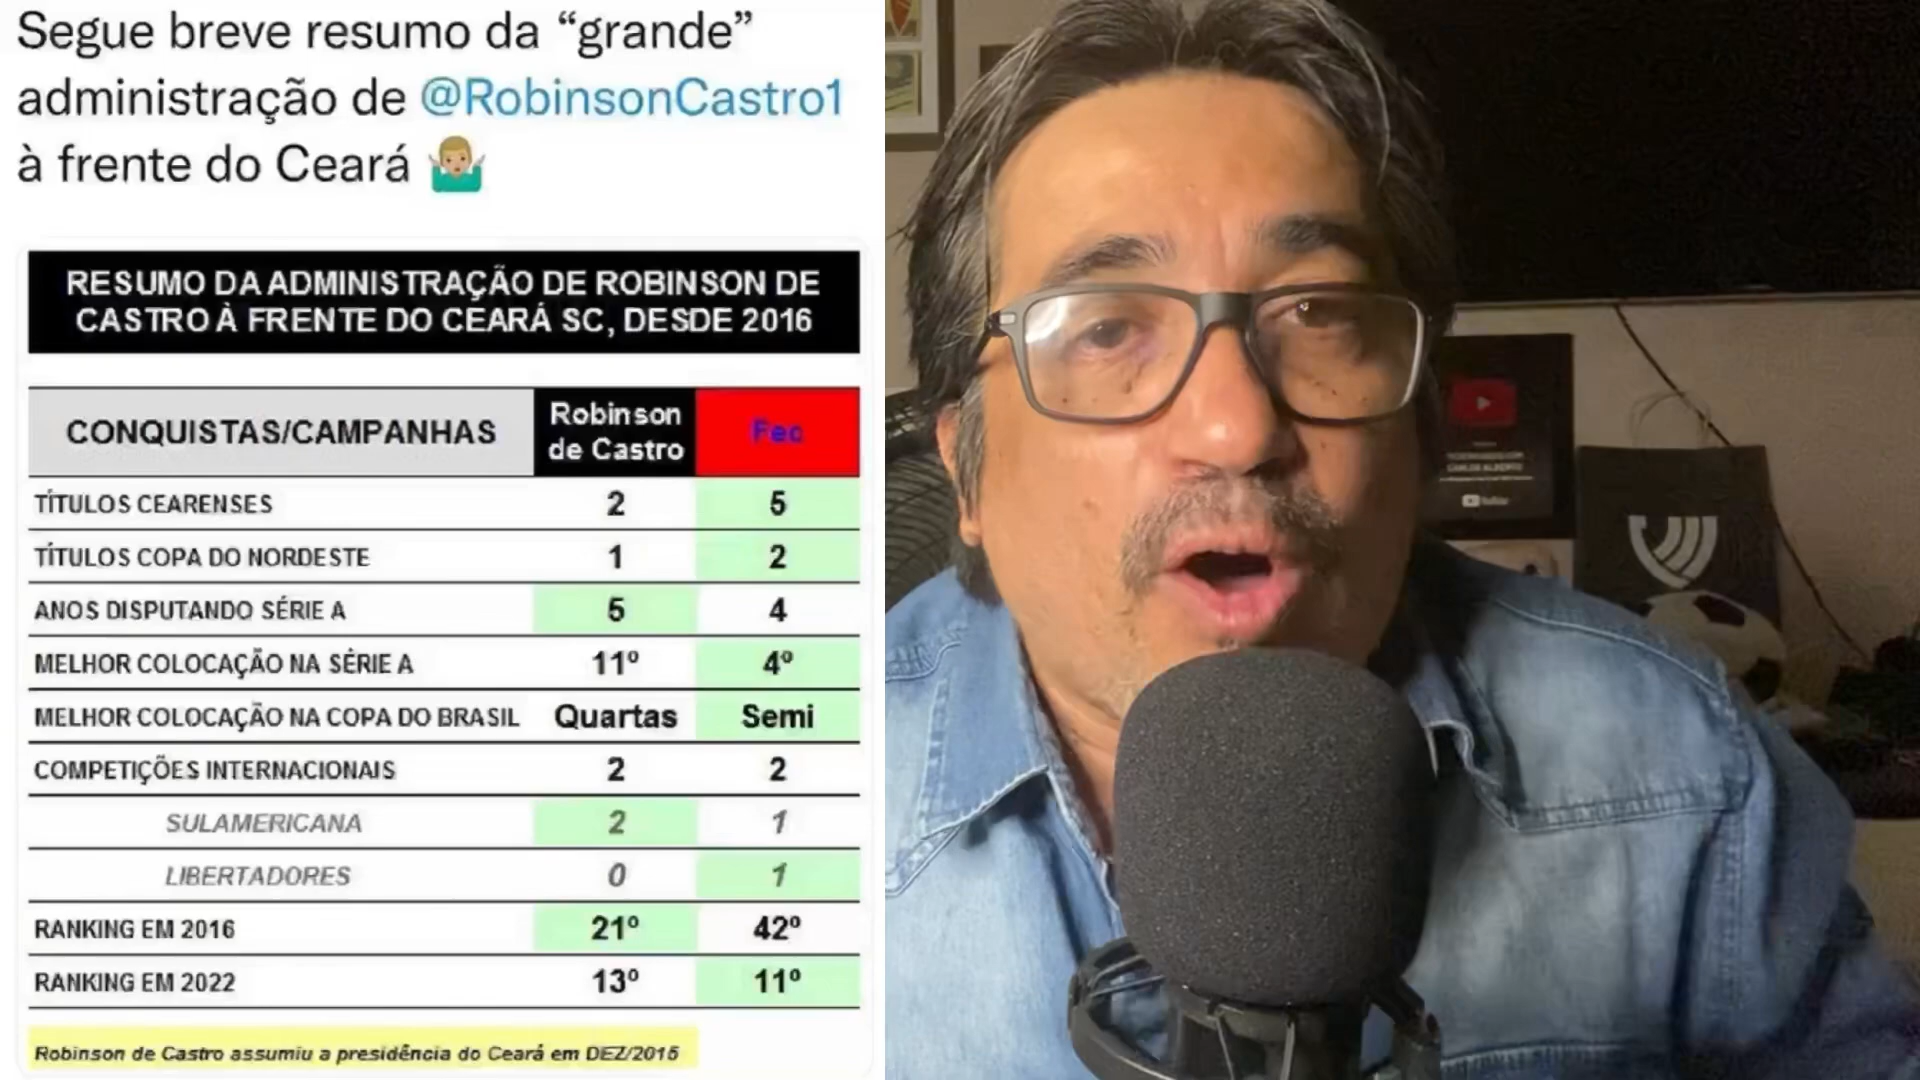 Segue breve resumo da “grande”
administração de @RobinsonCastro1
à frente do Ceará 🤷🏼‍♂️
RESUMO DA ADMINISTRAÇÃO DE ROBINSON DE
CASTRO À FRENTE DO CEARÁ SC, DESDE 2016
CONQUISTAS/CAMPANHAS Robinson de Castro Fec
TÍTULOS CEARENSES 2 5
TÍTULOS COPA DO NORDESTE 1 2
ANOS DISPUTANDO SÉRIE A 5 4
MELHOR COLOCAÇÃO NA SÉRIE A 11º 4º
MELHOR COLOCAÇÃO NA COPA DO BRASIL Quartas Semi
COMPETIÇÕES INTERNACIONAIS 2 2
SULAMERICANA 2 1
LIBERTADORES 0 1
RANKING EM 2016 21º 42º
RANKING EM 2022 13º 11º
Robinson de Castro assumiu a presidência do Ceará em DEZ/2015
CARLOS ALBERTO
YouTube